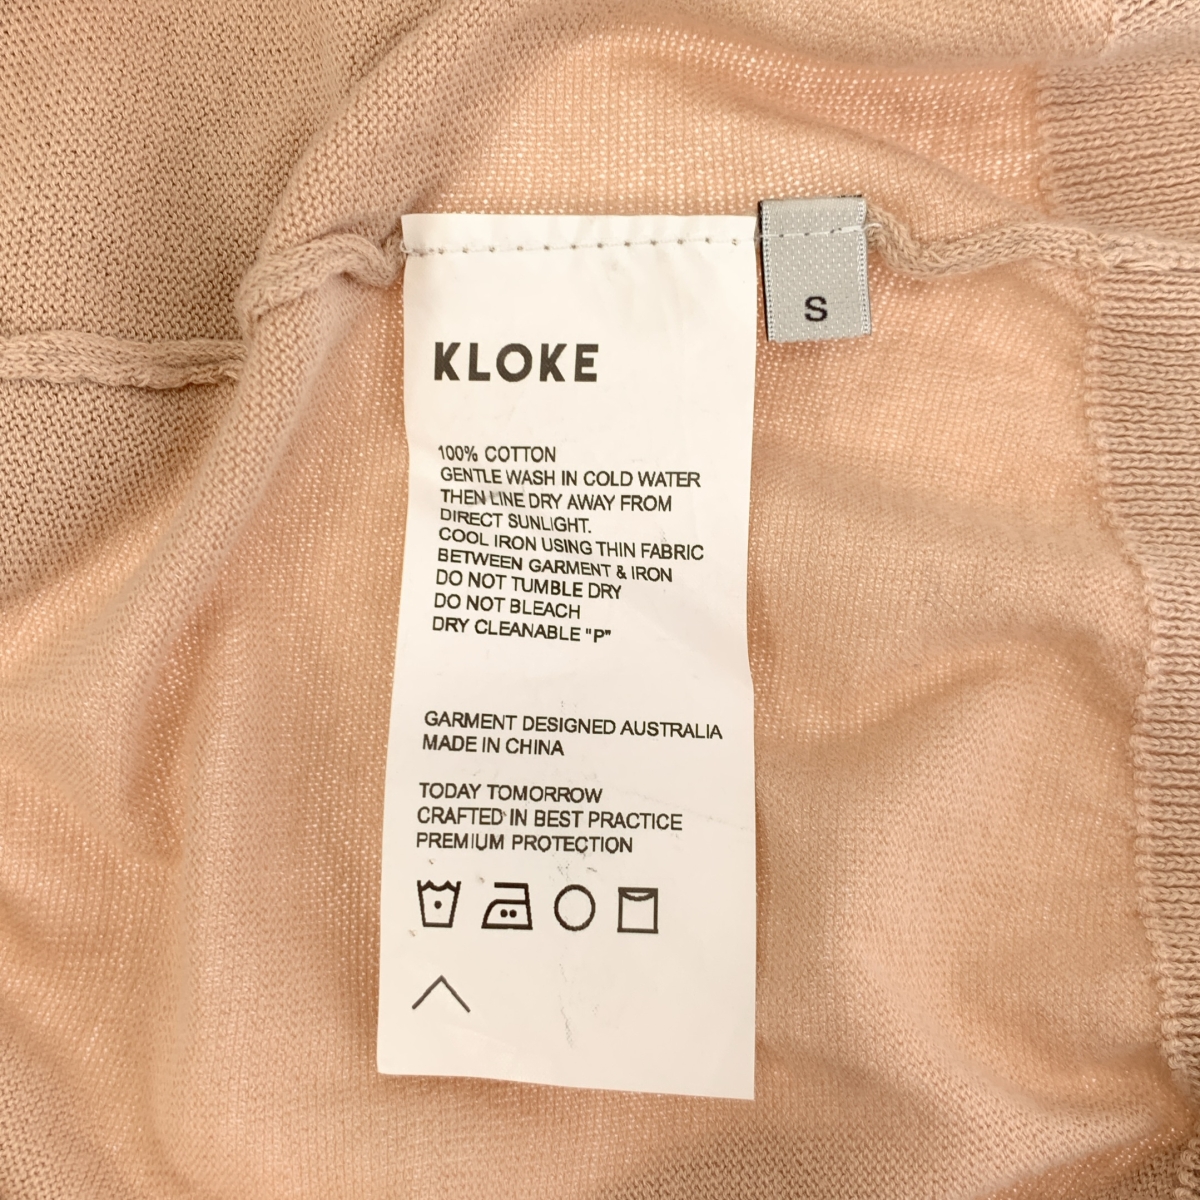 S
KLOKE
100% COTTON
GENTLE WASH IN COLD WATER
THEN LINE DRY AWAY FROM
DIRECT SUNLIGHT.
COOL IRON USING THIN FABRIC
BETWEEN GARMENT & IRON
DO NOT TUMBLE DRY
DO NOT BLEACH
DRY CLEANABLE "P"
GARMENT DESIGNED AUSTRALIA
MADE IN CHINA
TODAY TOMORROW
CRAFTED IN BEST PRACTICE
PREMIUM PROTECTION